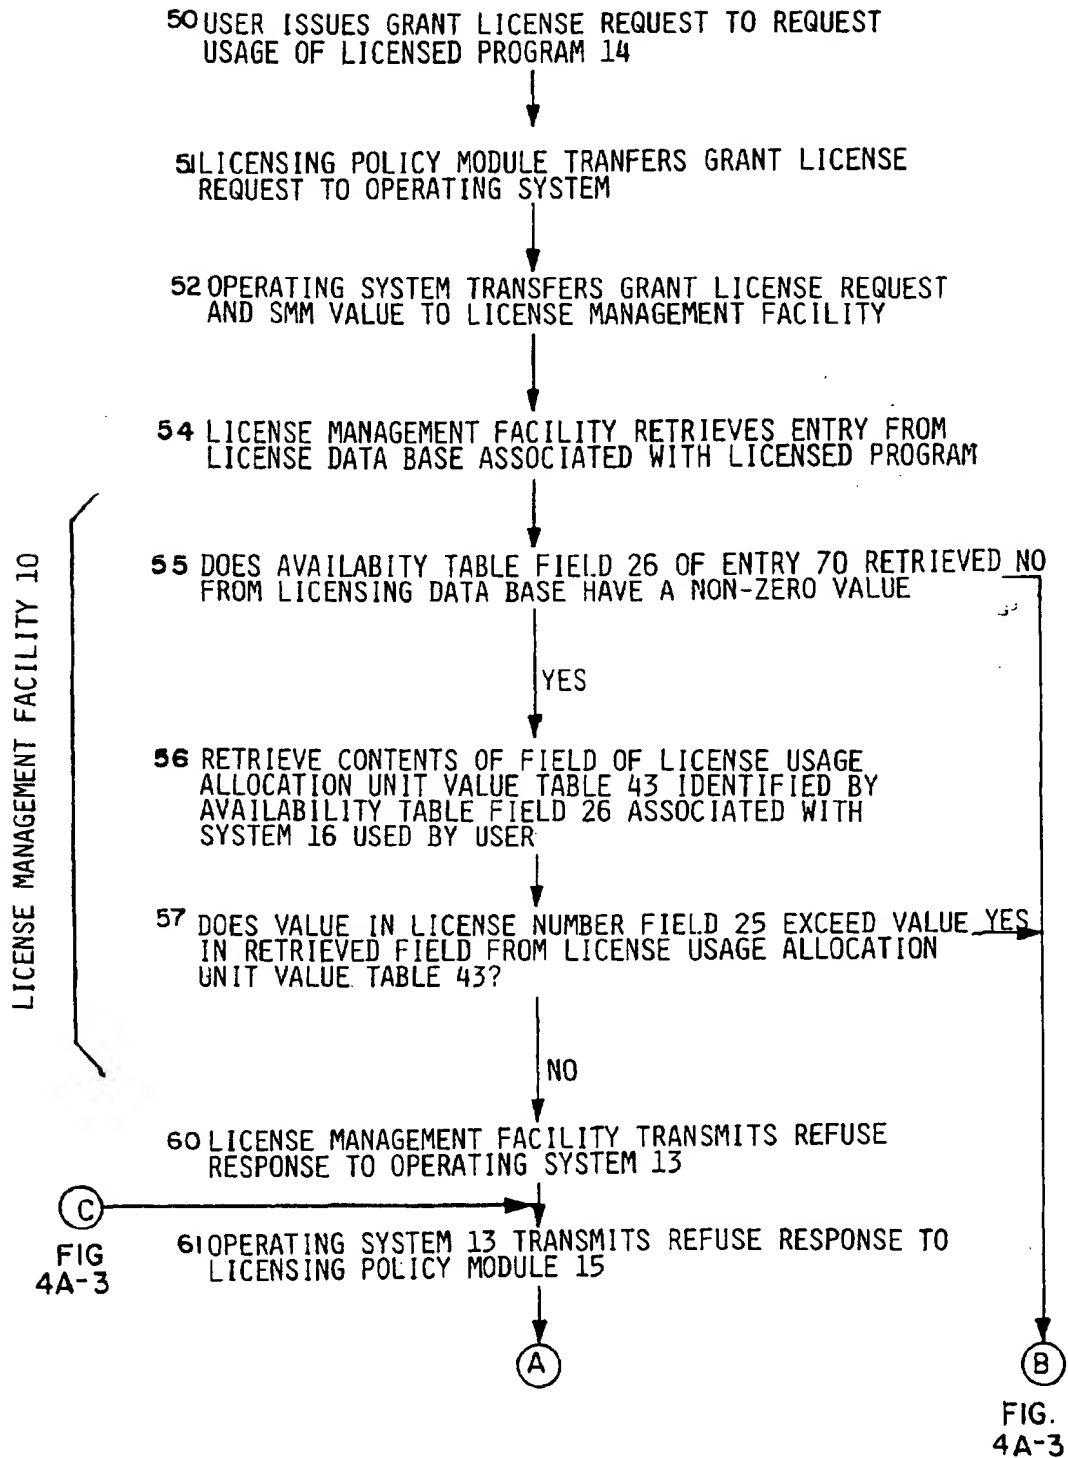 50 USER ISSUES GRANT LICENSE REQUEST TO REQUEST
USAGE OF LICENSED PROGRAM 14
51 LICENSING POLICY MODULE TRANFERS GRANT LICENSE
REQUEST TO OPERATING SYSTEM
52 OPERATING SYSTEM TRANSFERS GRANT LICENSE REQUEST
AND SMM VALUE TO LICENSE MANAGEMENT FACILITY
54 LICENSE MANAGEMENT FACILITY RETRIEVES ENTRY FROM
LICENSE DATA BASE ASSOCIATED WITH LICENSED PROGRAM
LICENSE MANAGEMENT FACILITY 10
55 DOES AVAILABITY TABLE FIELD 26 OF ENTRY 70 RETRIEVED NO
FROM LICENSING DATA BASE HAVE A NON-ZERO VALUE
YES
56 RETRIEVE CONTENTS OF FIELD OF LICENSE USAGE
ALLOCATION UNIT VALUE TABLE 43 IDENTIFIED BY
AVAILABILITY TABLE FIELD 26 ASSOCIATED WITH
SYSTEM 16 USED BY USER
57 DOES VALUE IN LICENSE NUMBER FIELD 25 EXCEED VALUE YES
IN RETRIEVED FIELD FROM LICENSE USAGE ALLOCATION
UNIT VALUE TABLE 43?
NO
60 LICENSE MANAGEMENT FACILITY TRANSMITS REFUSE
RESPONSE TO OPERATING SYSTEM 13
C
FIG
4A-3
61 OPERATING SYSTEM 13 TRANSMITS REFUSE RESPONSE TO
LICENSING POLICY MODULE 15
A
B
FIG.
4A-3